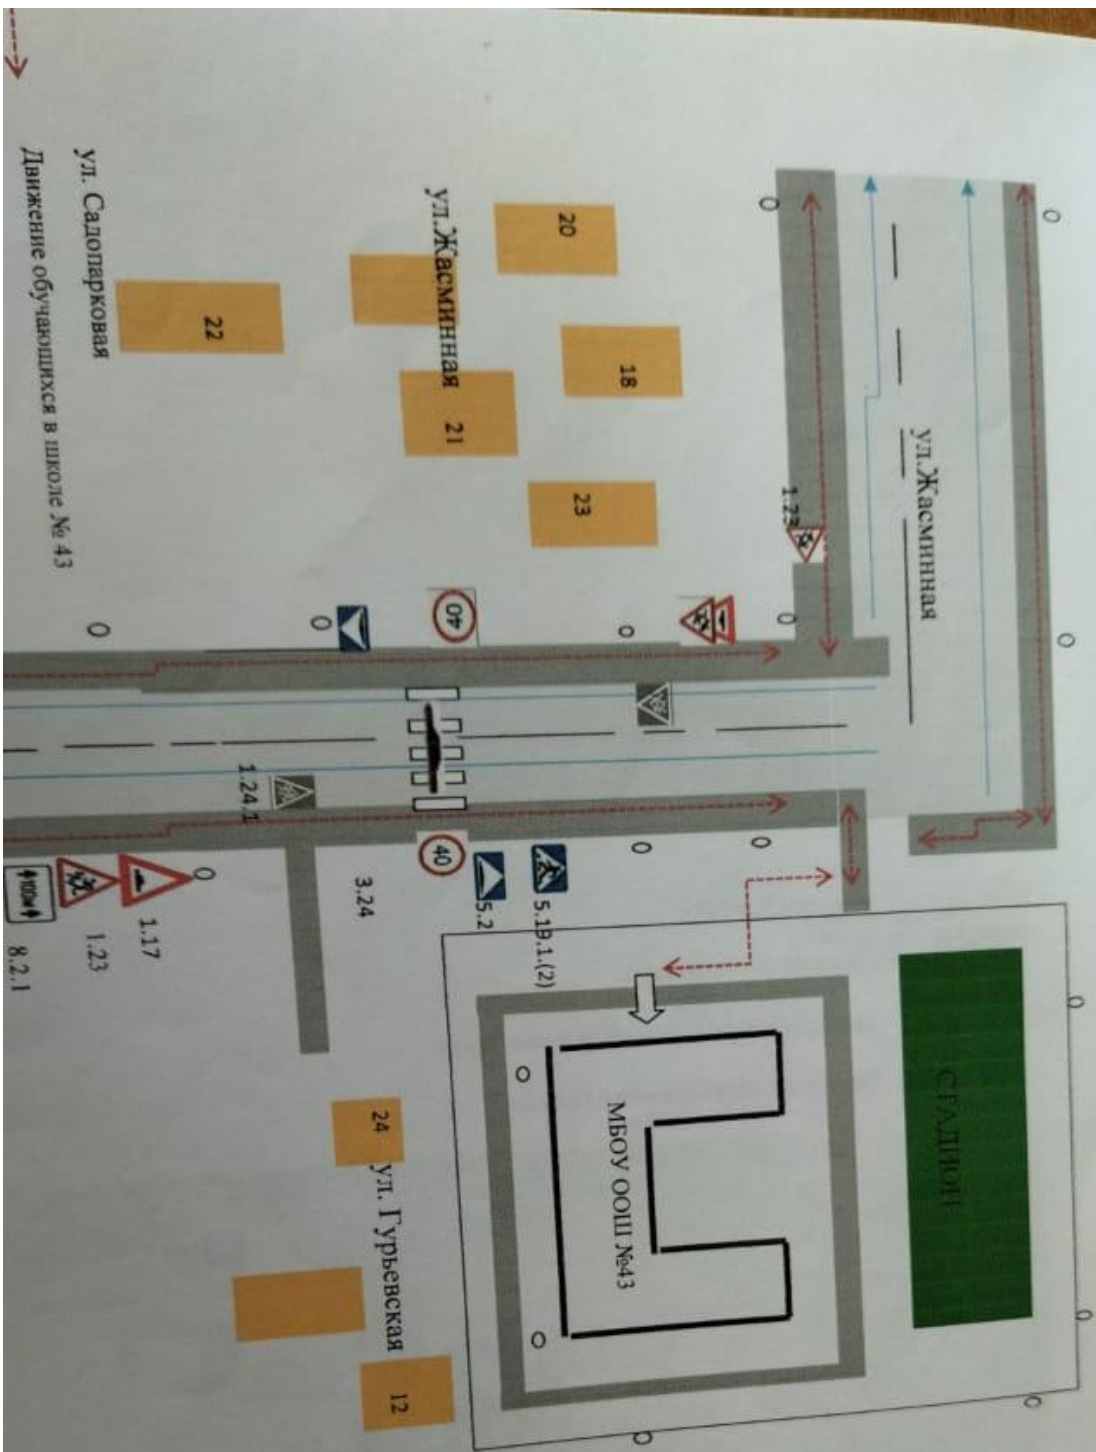 ул.Жасминная
СТАДИОН
1.23
18
МБОУ ООШ №43
23
20
5.19.1.(2)
5.2
ул.Жасминная
21
40
40
24
ул. Гурьевская
12
3.24
1.24.1
22
1.17
1.23
ул. Садопарковая
100м
8.2.1
Движение обучающихся в школе № 43